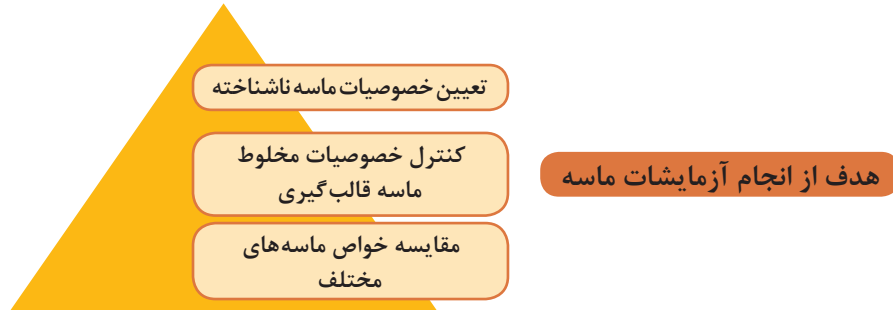 هدف از انجام آزمایشات ماسه
تعیین خصوصیات ماسه ناشناخته
کنترل خصوصیات مخلوط
ماسه قالب‌گیری
مقایسه خواص ماسه‌های
مختلف